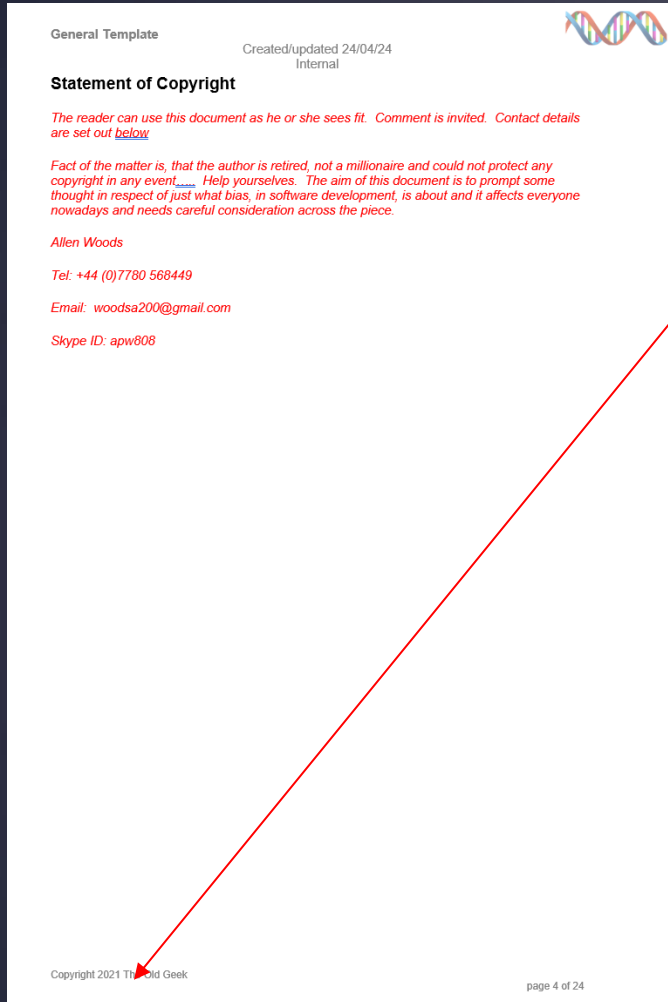 General Template
Created/updated 24/04/24
Internal
Statement of Copyright
The reader can use this document as he or she sees fit. Comment is invited. Contact details
are set out below
Fact of the matter is, that the author is retired, not a millionaire and could not protect any
copyright in any event….. Help yourselves. The aim of this document is to prompt some
thought in respect of just what bias, in software development, is about and it affects everyone
nowadays and needs careful consideration across the piece.
Allen Woods
Tel: +44 (0)7780 568449
Email: woodsa200@gmail.com
Skype ID: apw808
Copyright 2021 The Old Geek
page 4 of 24